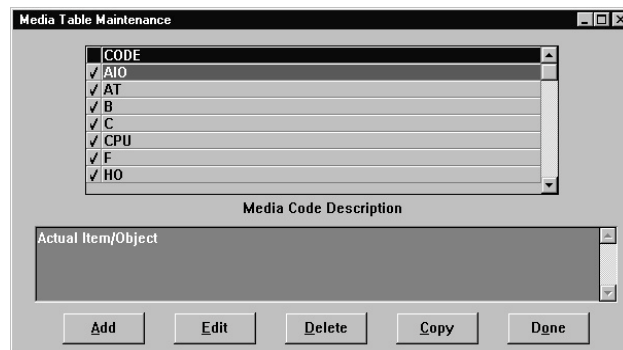 Media Table Maintenance
CODE
AIO
AT
B
C
CPU
F
HO
Media Code Description
Actual Item/Object
Add Edit Delete Copy Done